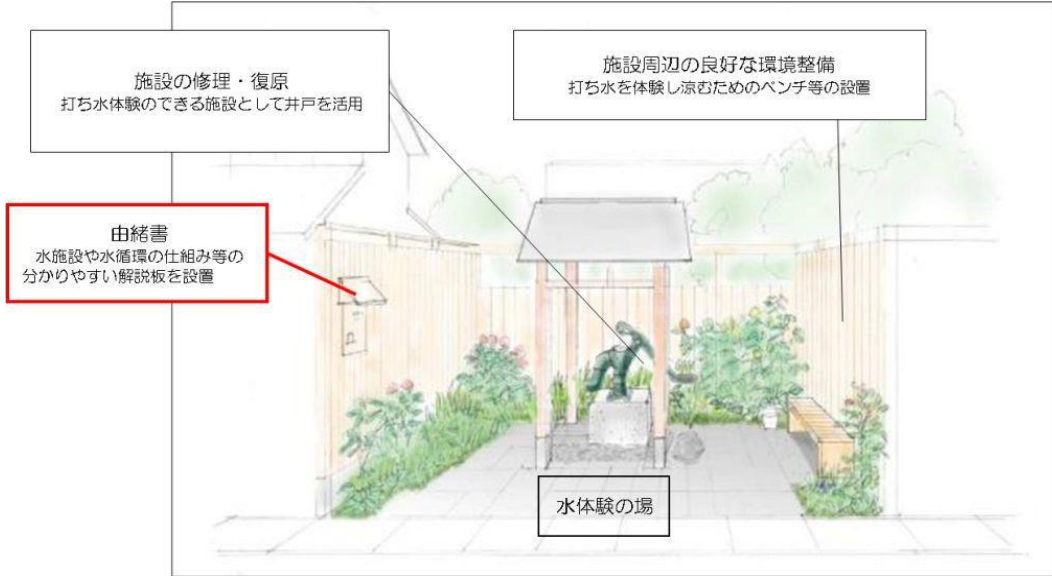 施設の修理・復原
打ち水体験のできる施設として井戸を活用
施設周辺の良好な環境整備
打ち水を体験し涼むためのベンチ等の設置
由緒書
水施設や水循環の仕組み等の
分かりやすい解説板を設置
水体験の場